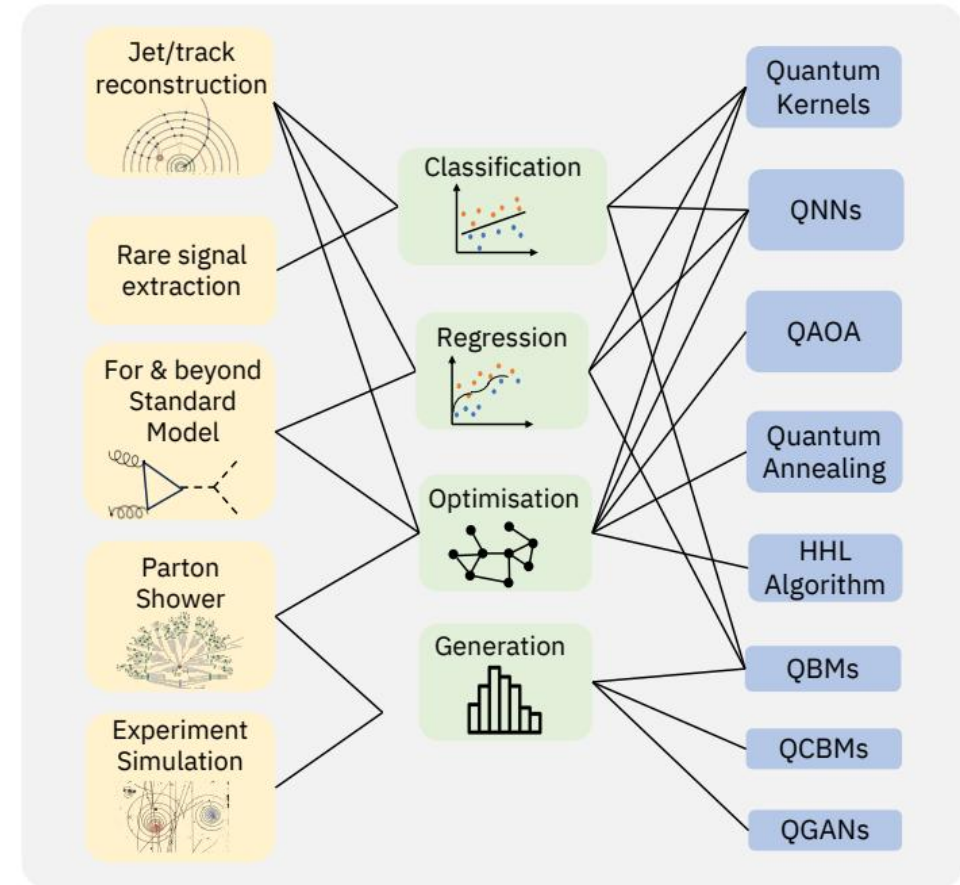 Jet/track
reconstruction
Rare signal
extraction
For & beyond
Standard
Model
Parton
Shower
Experiment
Simulation
Classification
Regression
Optimisation
Generation
Quantum
Kernels
QNNs
QAOA
Quantum
Annealing
HHL
Algorithm
QBMs
QCBMs
QGANs